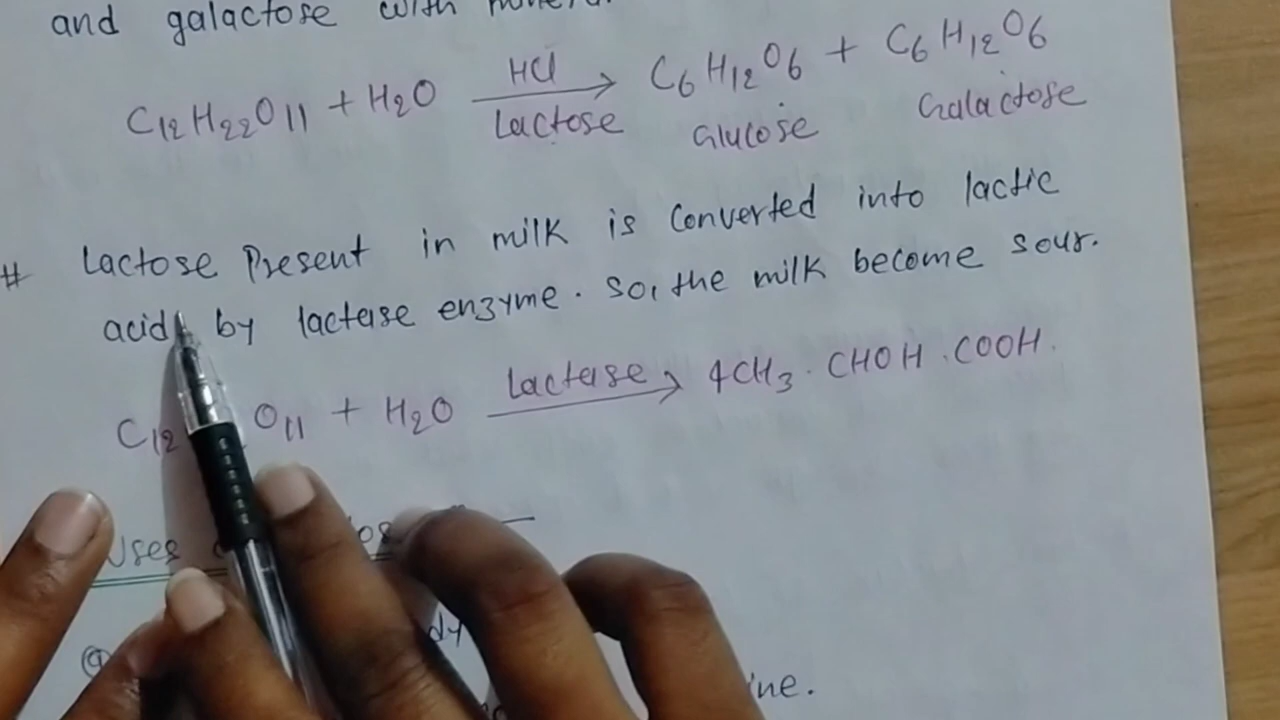 and galactose with
C12H22O11 + H2O HCl Lactose C6H12O6 + C6H12O6
Glucose Galactose
# Lactose Present in milk is Converted into lactic
acid by lactase enzyme. So, the milk become sour.
C12 O11 + H2O Lactase 4CH3.CHOH.COOH.
Uses